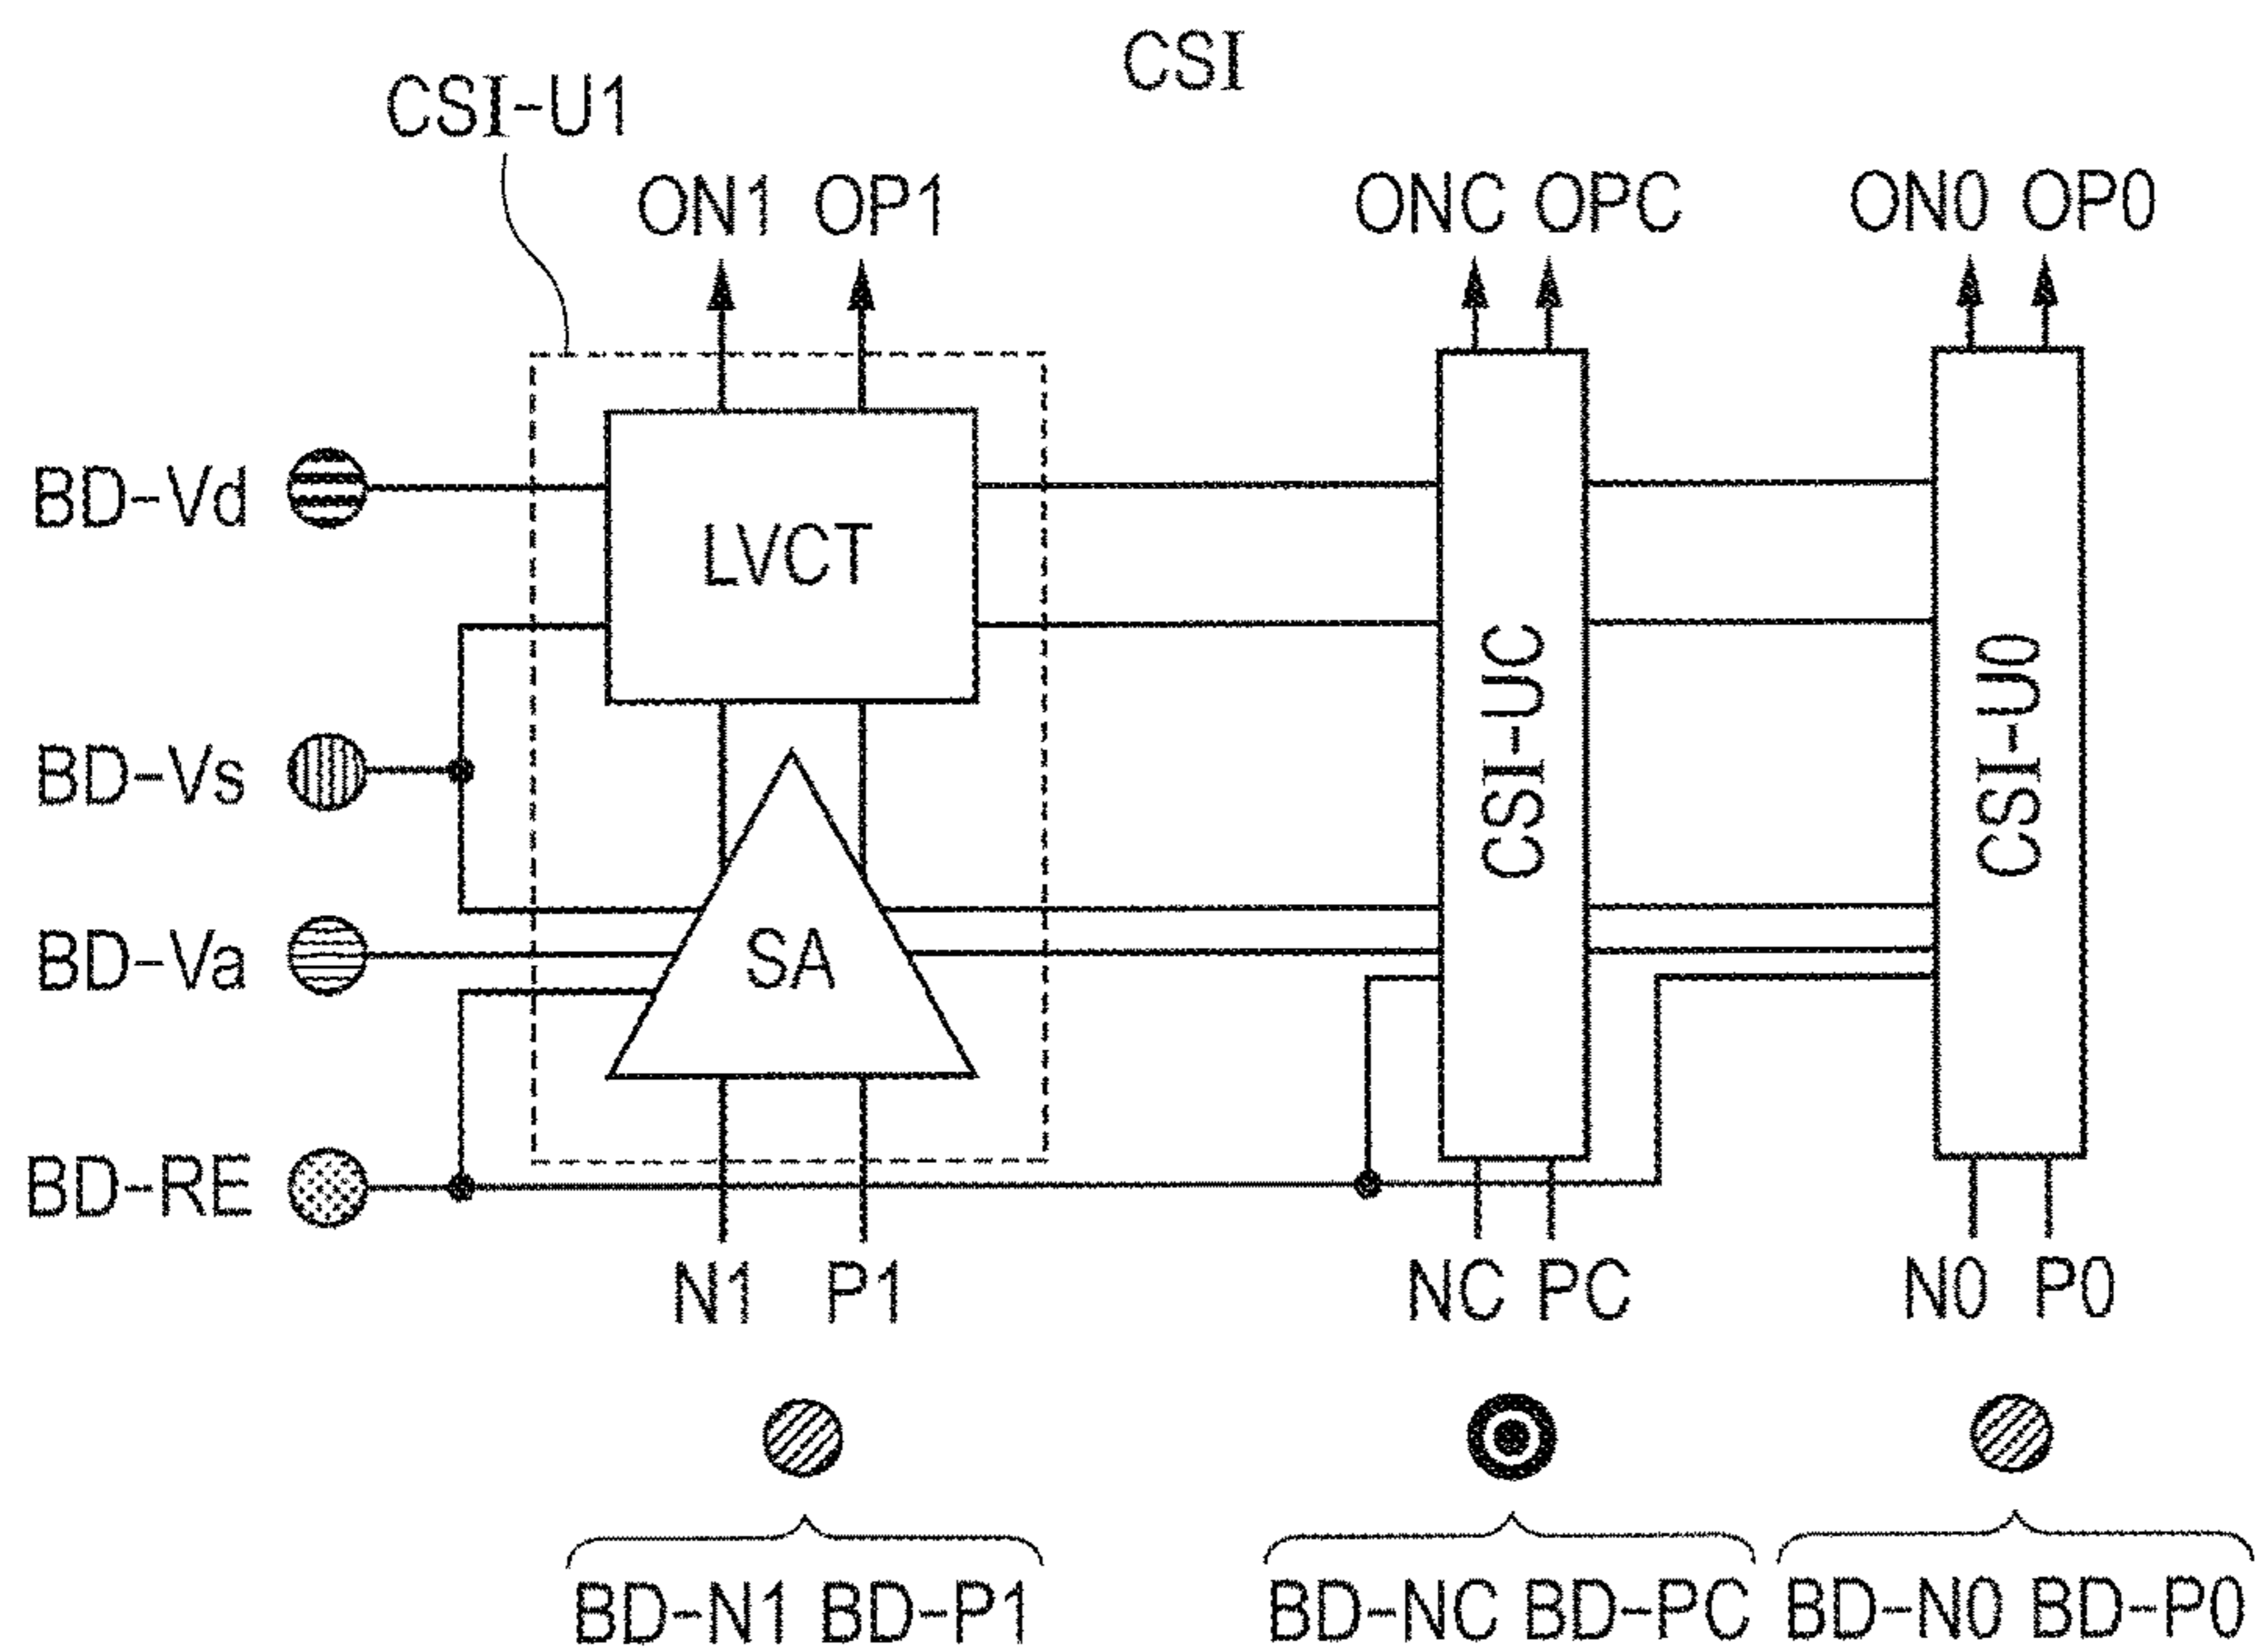 CSI
CSI-U1
ON1 OP1
ONC OPC
ON0 OP0
BD-Vd
LVCT
BD-Vs
CSI-UC
CSI-U0
BD-Va
SA
BD-RE
N1 P1
NC PC
N0 P0
BD-N1 BD-P1
BD-NC BD-PC
BD-N0 BD-P0